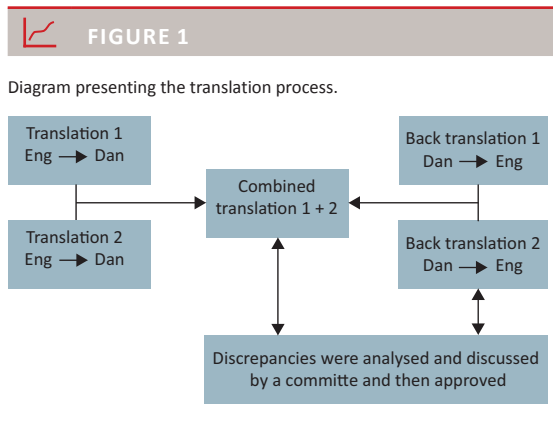 FIGURE 1
Diagram presenting the translation process.
Translation 1
Eng → Dan
Translation 2
Eng → Dan
Combined
translation 1 + 2
Back translation 1
Dan → Eng
Back translation 2
Dan → Eng
Discrepancies were analysed and discussed
by a committe and then approved